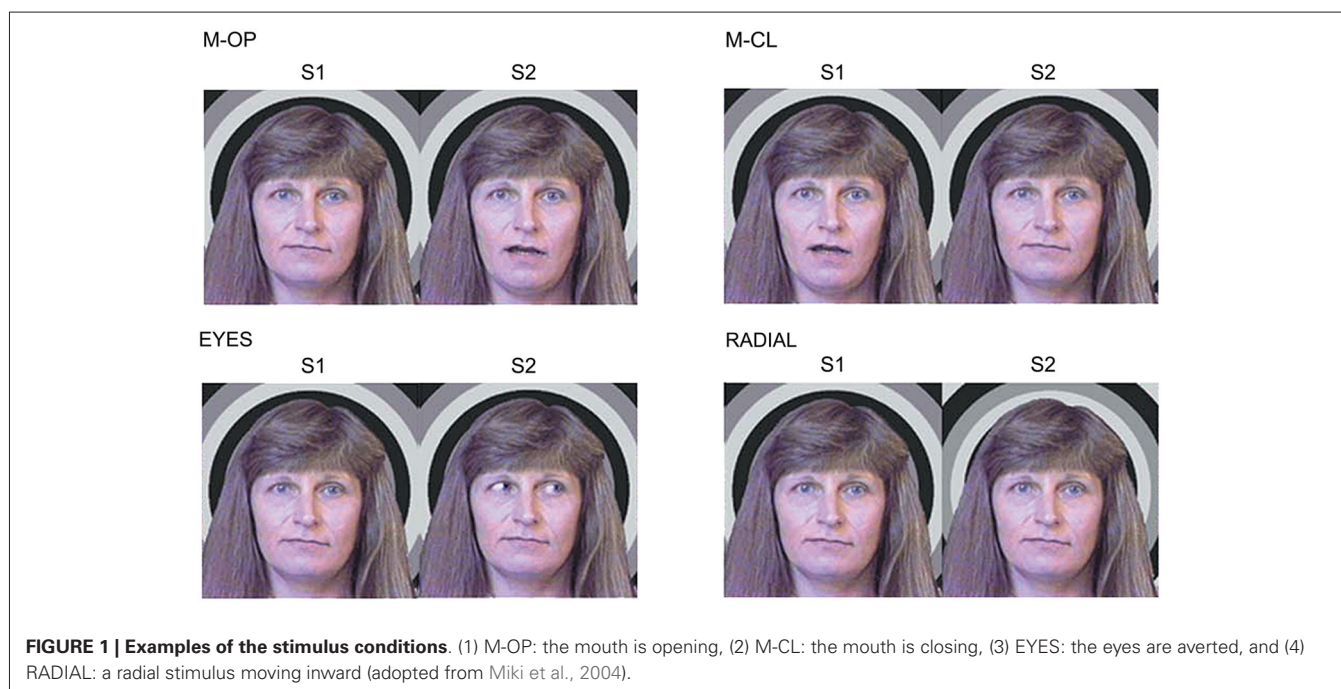 M-OP
M-CL
S1 S2
S1 S2
EYES
RADIAL
S1 S2
S1 S2
FIGURE 1 | Examples of the stimulus conditions. (1) M-OP: the mouth is opening, (2) M-CL: the mouth is closing, (3) EYES: the eyes are averted, and (4)
RADIAL: a radial stimulus moving inward (adopted from Miki et al., 2004).